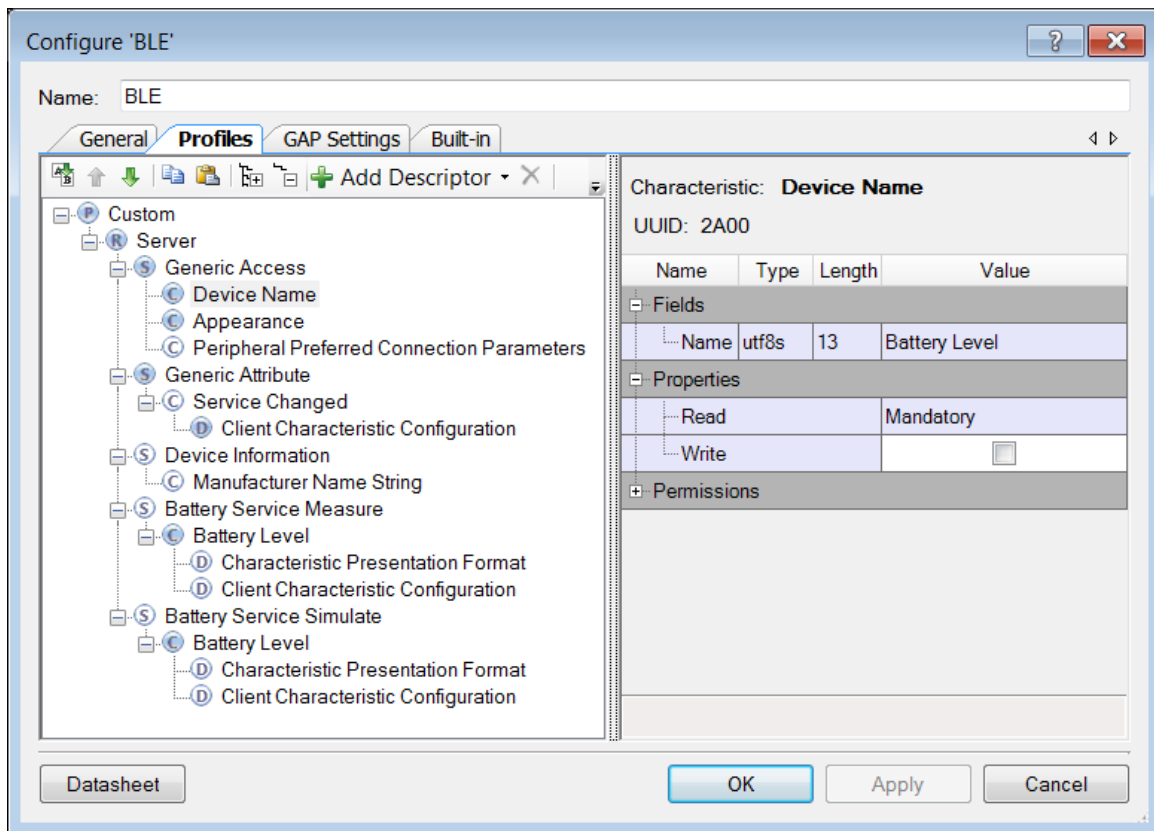 Configure 'BLE'
?
Name: BLE
General Profiles GAP Settings Built-in
Add Descriptor
P Custom
R Server
S Generic Access
C Device Name
C Appearance
C Peripheral Preferred Connection Parameters
S Generic Attribute
C Service Changed
D Client Characteristic Configuration
S Device Information
C Manufacturer Name String
S Battery Service Measure
C Battery Level
D Characteristic Presentation Format
D Client Characteristic Configuration
S Battery Service Simulate
C Battery Level
D Characteristic Presentation Format
D Client Characteristic Configuration
Characteristic: Device Name
UUID: 2A00
Name Type Length Value
Fields
Name utf8s 13 Battery Level
Properties
Read Mandatory
Write
Permissions
Datasheet OK Apply Cancel